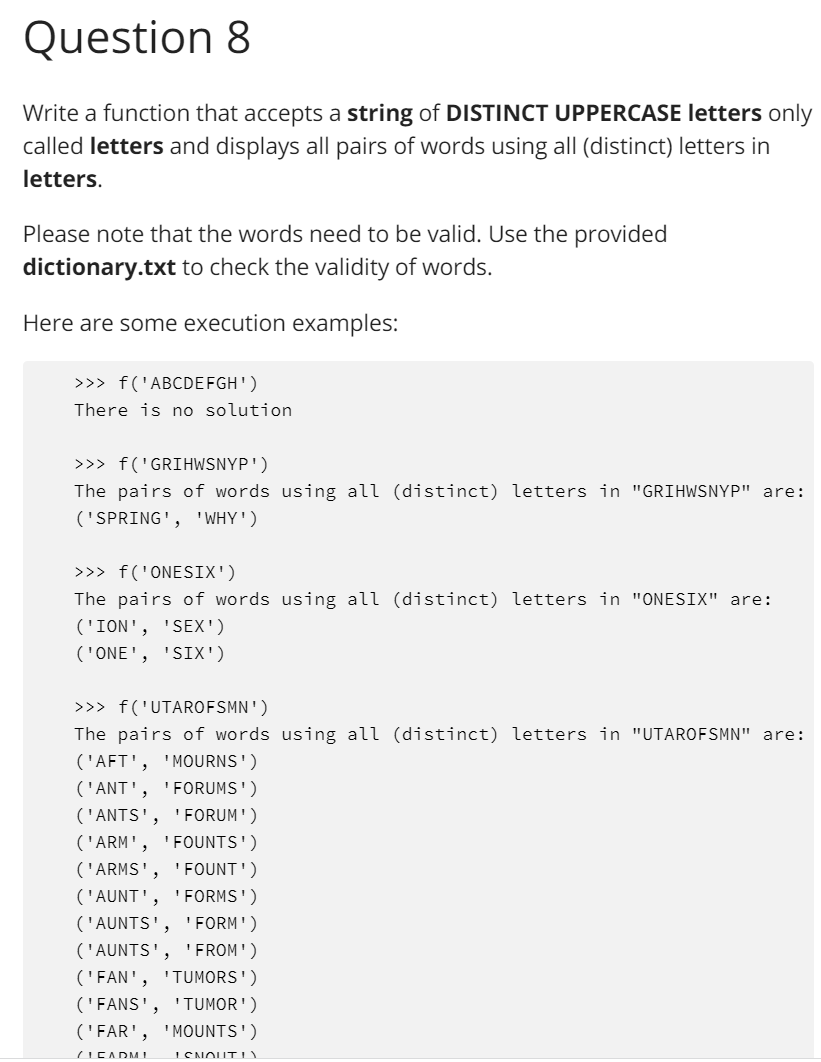 Question 8
Write a function that accepts a string of DISTINCT UPPERCASE letters only
called letters and displays all pairs of words using all (distinct) letters in
letters.
Please note that the words need to be valid. Use the provided
dictionary.txt to check the validity of words.
Here are some execution examples:
>>> f('ABCDEFGH')
There is no solution
>>> f('GRIHWSNYP')
The pairs of words using all (distinct) letters in "GRIHWSNYP" are:
('SPRING', 'WHY')
>>> f('ONESIX')
The pairs of words using all (distinct) letters in "ONESIX" are:
('ION', 'SEX')
('ONE', 'SIX')
>>> f('UTAROFSMN')
The pairs of words using all (distinct) letters in "UTAROFSMN" are:
('AFT', 'MOURNS')
('ANT', 'FORUMS')
('ANTS', 'FORUM')
('ARM', 'FOUNTS')
('ARMS', 'FOUNT')
('AUNT', 'FORMS')
('AUNTS', 'FORM')
('AUNTS', 'FROM')
('FAN', 'TUMORS')
('FANS', 'TUMOR')
('FAR', 'MOUNTS')
('FARM', 'SNOUT')